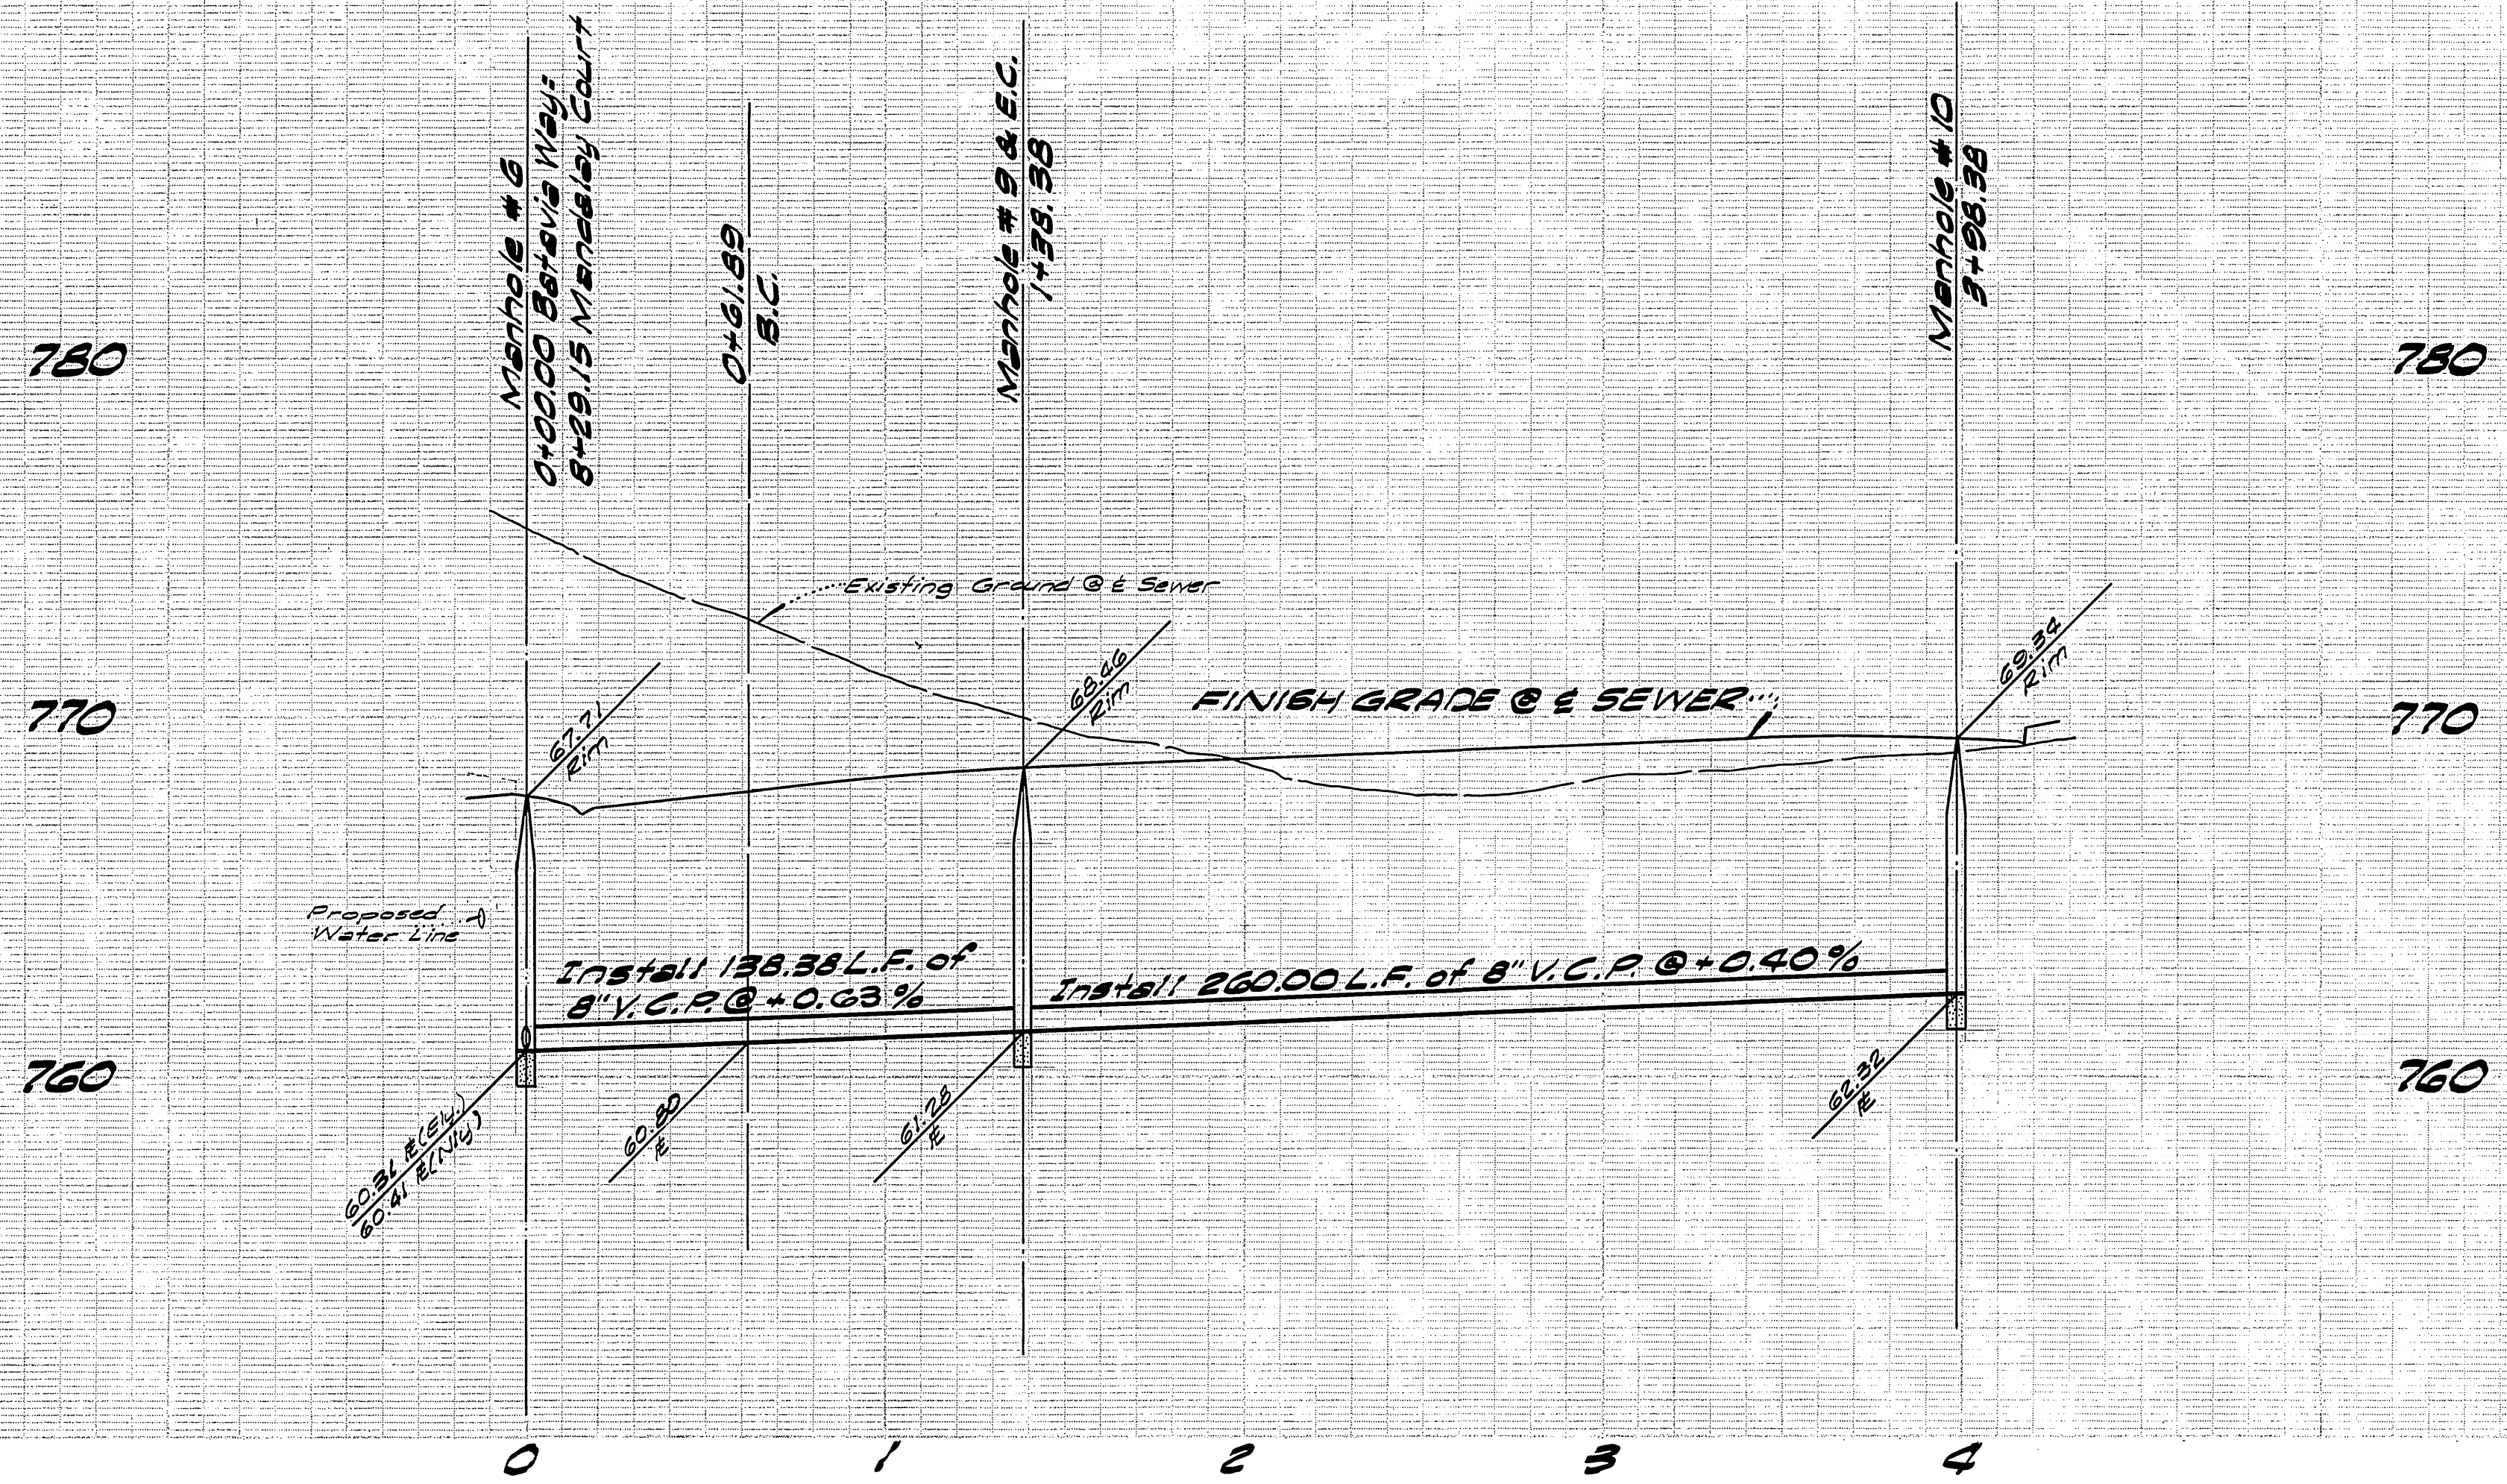 Manhole # 6
0+00.00 Batavia Way=
8+29.15 Mandalay Court
0+61.89
B.C.
Manhole # 9 & E.C.
1+38.38
Manhole # 10
3+98.38
780
780
Existing Ground @ ℄ Sewer
67.71
Rim
68.46
Rim
FINISH GRADE @ ℄ SEWER
69.34
Rim
770
770
Proposed
Water Line
Install 138.38 L.F. of
8" V.C.P. @ +0.63%
Install 260.00 L.F. of 8" V.C.P. @ +0.40%
760
760
60.31 ⅊ (Ely.)
60.41 ⅊ (Nly)
60.80
⅊
61.28
⅊
62.32
⅊
0
1
2
3
4